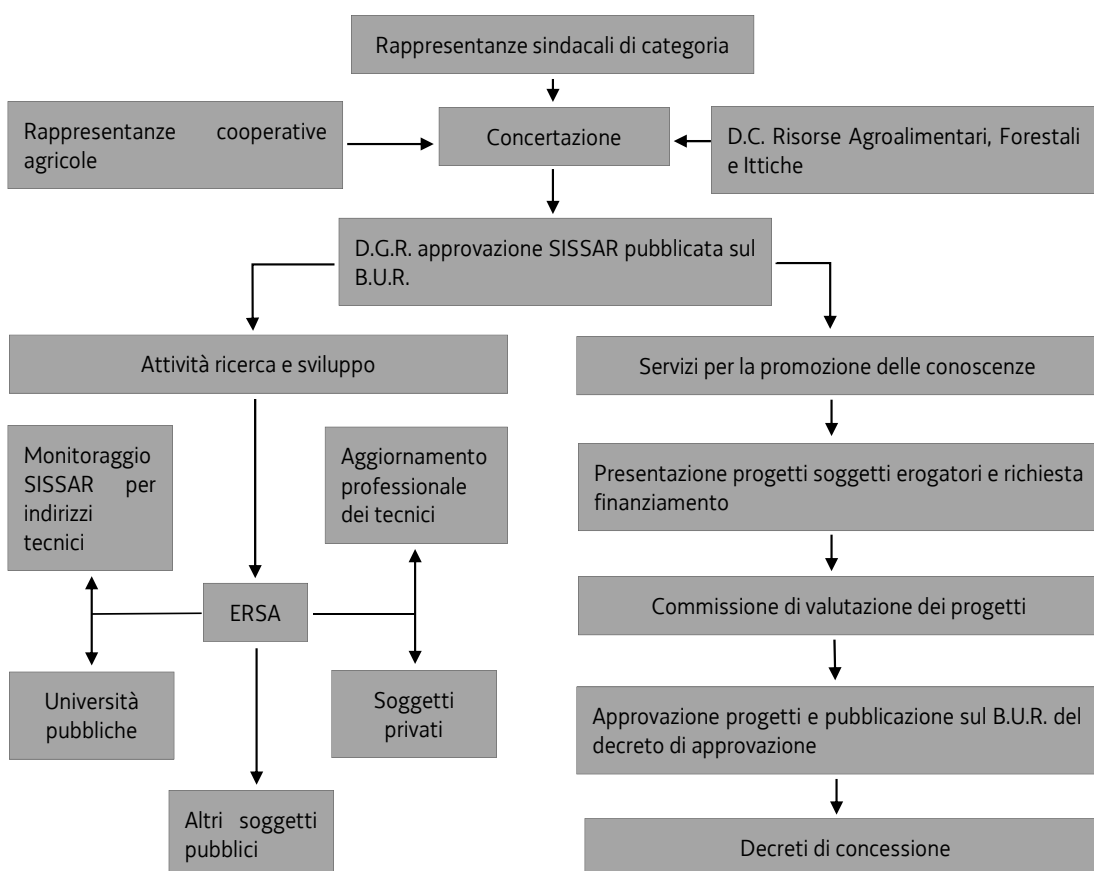 Rappresentanze sindacali di categoria
Rappresentanze cooperative
agricole
Concertazione
D.C. Risorse Agroalimentari, Forestali
e Ittiche
D.G.R. approvazione SISSAR pubblicata sul
B.U.R.
Attività ricerca e sviluppo
Servizi per la promozione delle conoscenze
Monitoraggio
SISSAR per
indirizzi
tecnici
Aggiornamento
professionale
dei tecnici
Presentazione progetti soggetti erogatori e richiesta
finanziamento
ERSA
Commissione di valutazione dei progetti
Università
pubbliche
Soggetti
privati
Approvazione progetti e pubblicazione sul B.U.R. del
decreto di approvazione
Altri soggetti
pubblici
Decreti di concessione